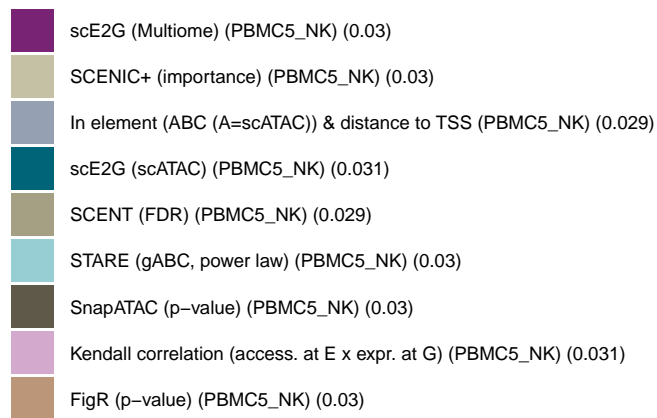 scE2G (Multiome) (PBMC5_NK) (0.03)
SCENIC+ (importance) (PBMC5_NK) (0.03)
In element (ABC (A=scATAC)) & distance to TSS (PBMC5_NK) (0.029)
scE2G (scATAC) (PBMC5_NK) (0.031)
SCENT (FDR) (PBMC5_NK) (0.029)
STARE (gABC, power law) (PBMC5_NK) (0.03)
SnapATAC (p−value) (PBMC5_NK) (0.03)
Kendall correlation (access. at E x expr. at G) (PBMC5_NK) (0.031)
FigR (p−value) (PBMC5_NK) (0.03)